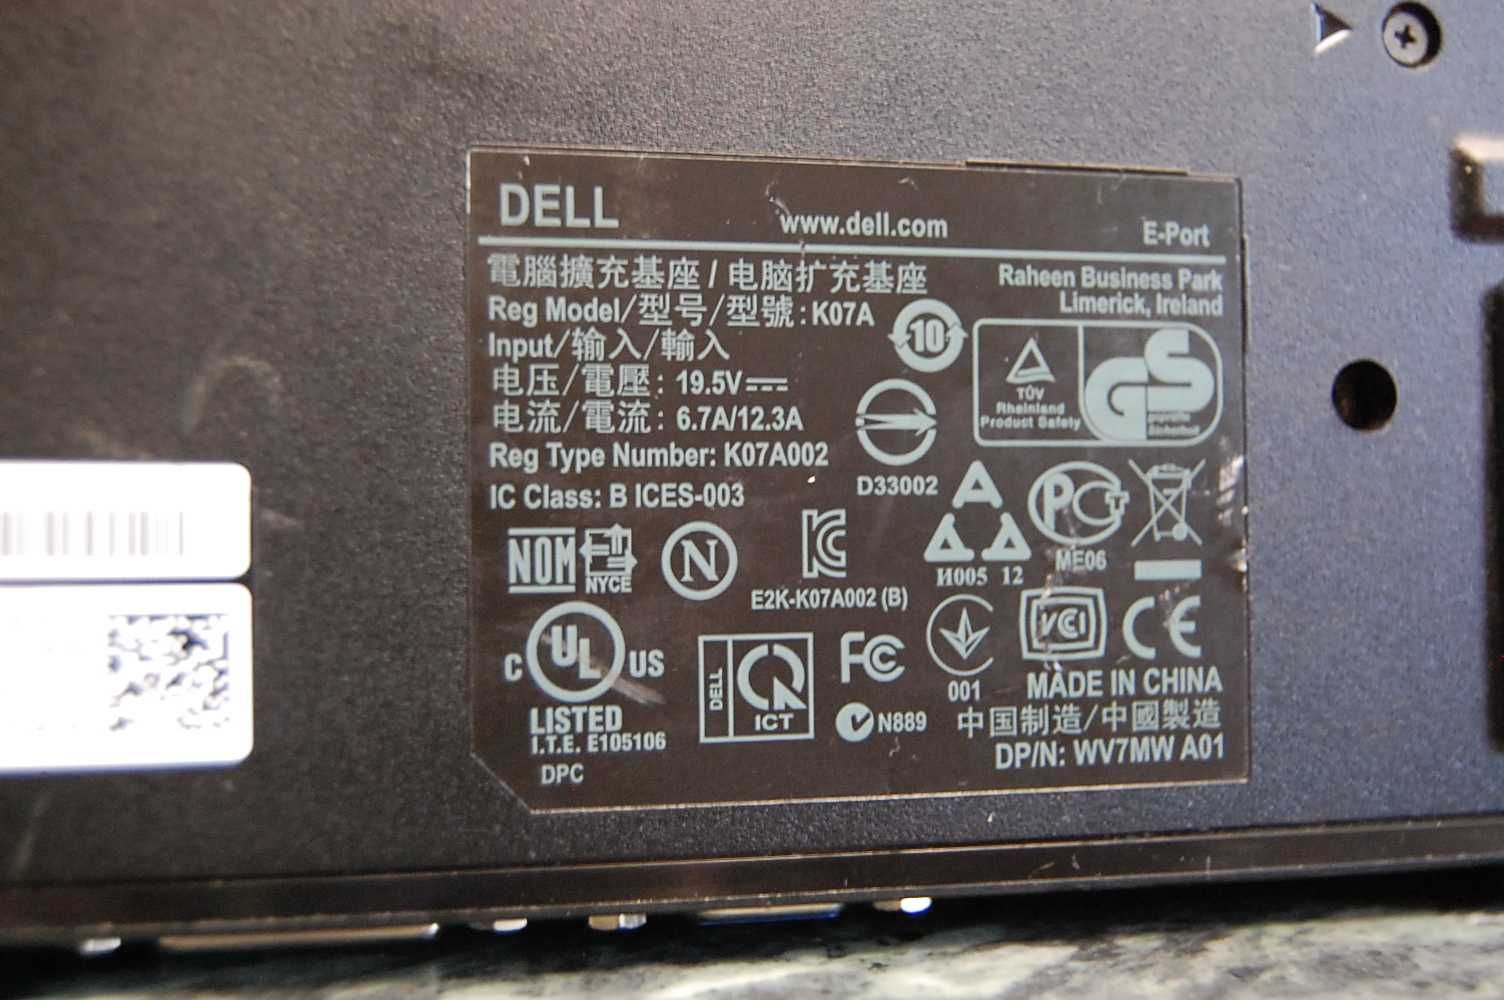 DELL www.dell.com E-Port
電腦擴充基座 / 电脑扩充基座
Raheen Business Park
Limerick, Ireland
Reg Model/型号/型號: K07A
10
Input/输入/輸入
电压/電壓: 19.5V
电流/電流: 6.7A/12.3A
TÜV
Rheinland
Product Safety
GS
geprüfte
Sicherheit
Reg Type Number: K07A002
D33002
IC Class: B ICES-003
NOM NYCE
N
E2K-K07A002 (B)
И005 12
PCT
ME06
C UL US
LISTED
I.T.E. E105106
DPC
DELL
ICT
FC
N889
001
VCCI
CE
MADE IN CHINA
中国制造/中國製造
DP/N: WV7MW A01